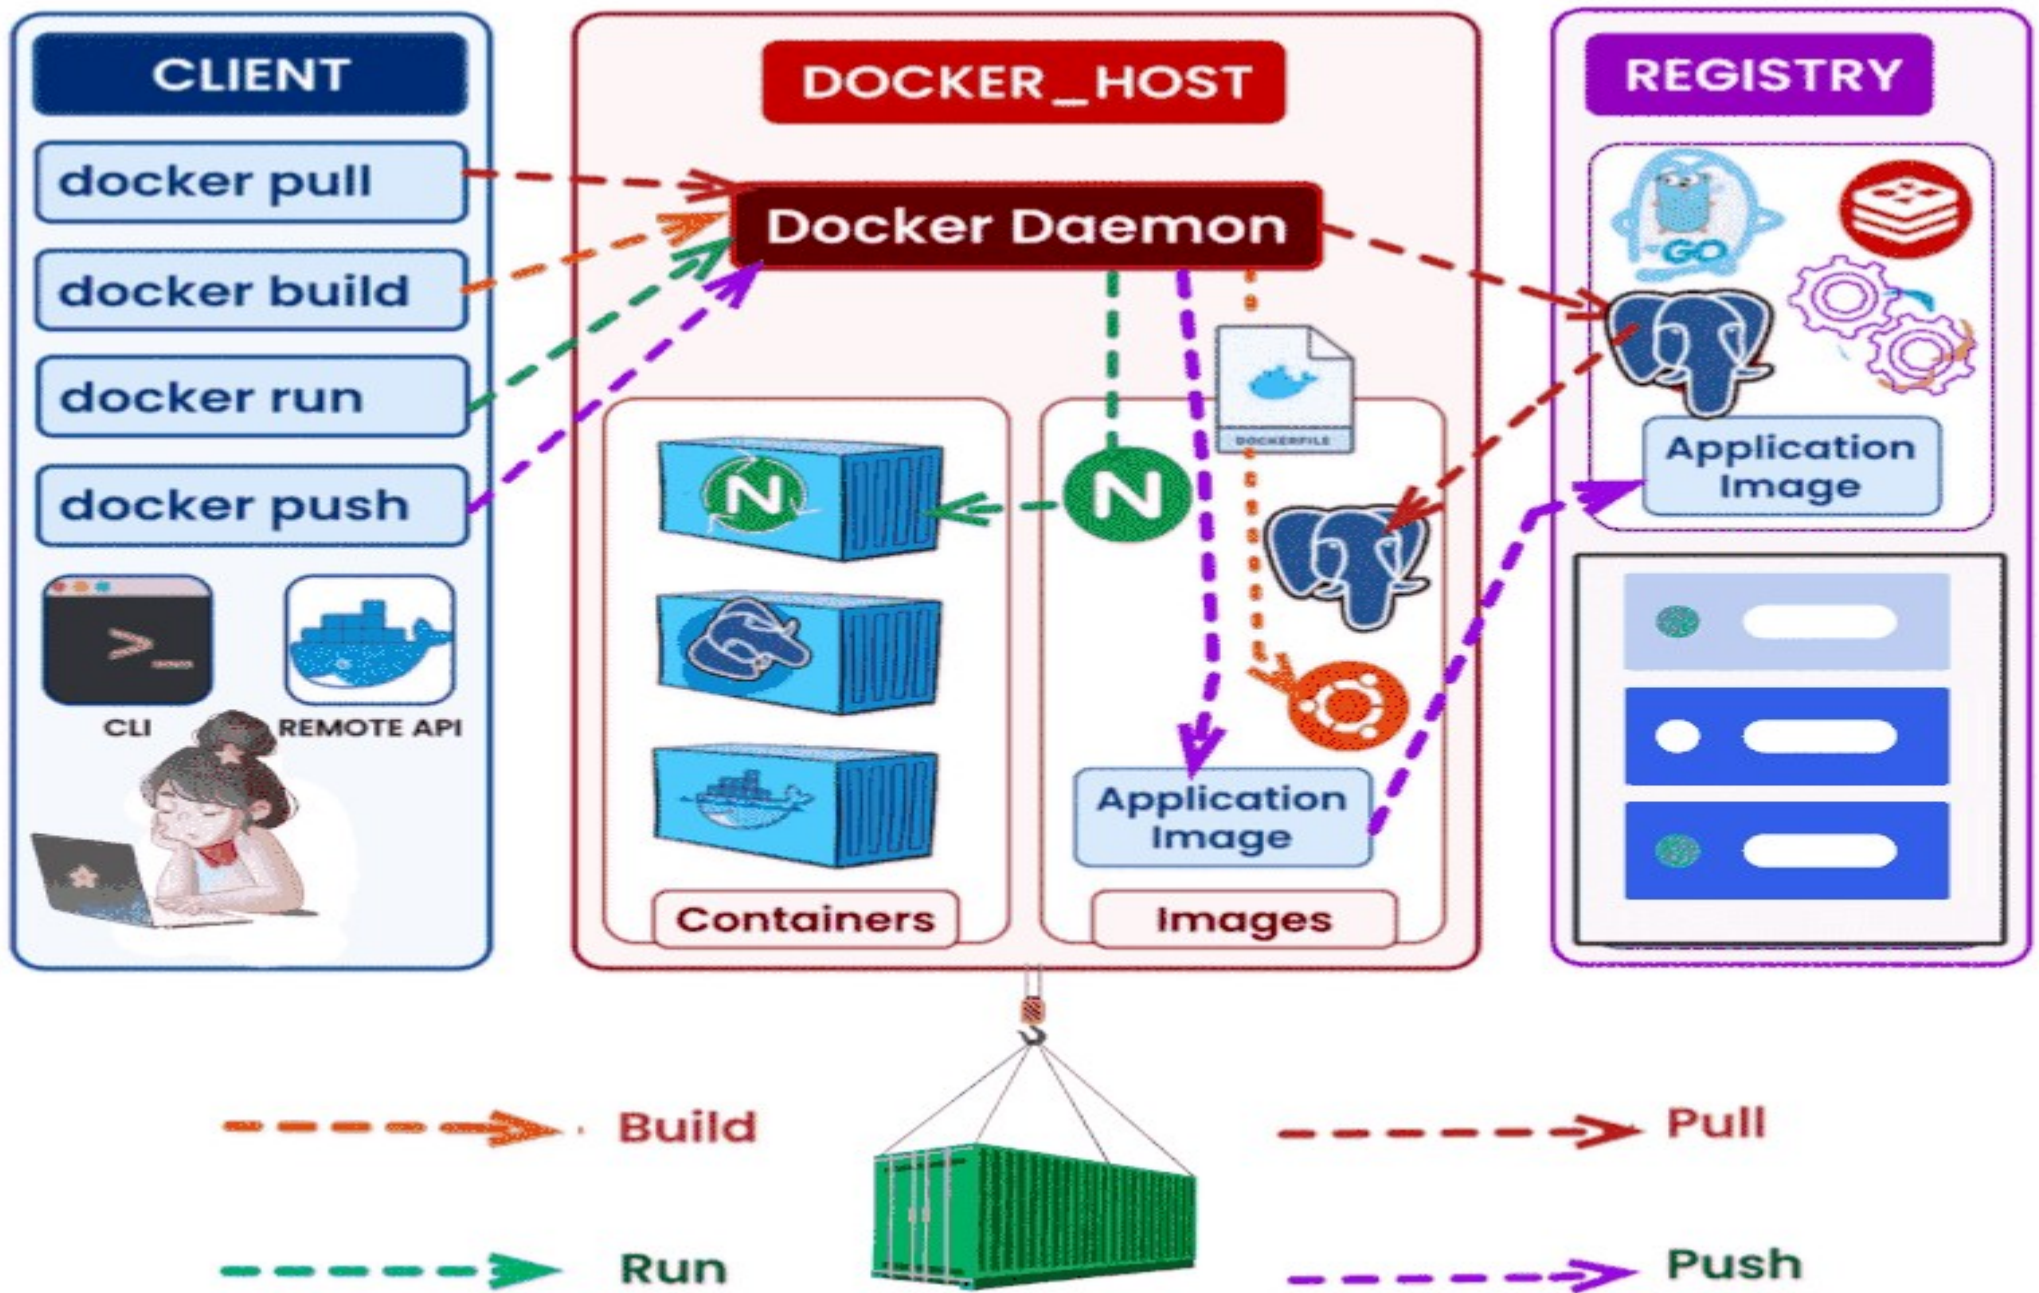 CLIENT
docker pull
docker build
docker run
docker push
>_
CLI
REMOTE API
DOCKER_HOST
Docker Daemon
DOCKERFILE
N
N
Application
Image
Containers
Images
REGISTRY
GO
Application
Image
Build
Pull
Run
Push